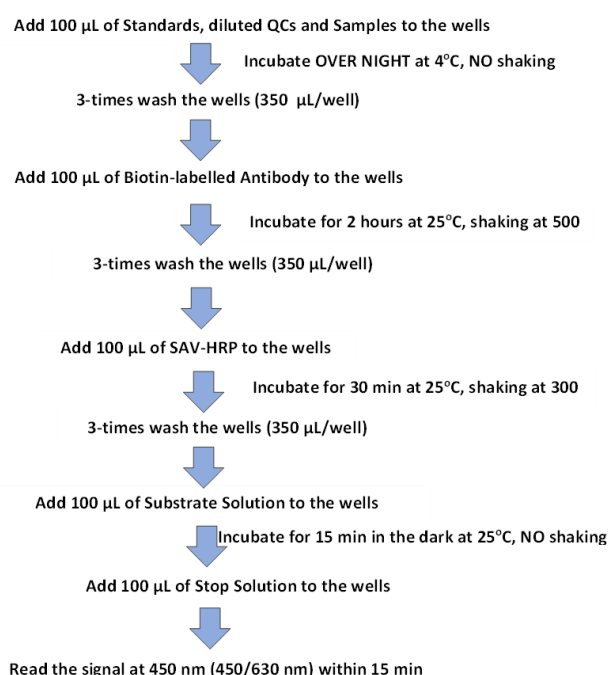 Add 100 µL of Standards, diluted QCs and Samples to the wells
Incubate OVER NIGHT at 4°C, NO shaking
3-times wash the wells (350  µL/well)
Add 100 µL of Biotin-labelled Antibody to the wells
Incubate for 2 hours at 25°C, shaking at 500
3-times wash the wells (350 µL/well)
Add 100 µL of SAV-HRP to the wells
Incubate for 30 min at 25°C, shaking at 300
3-times wash the wells (350 µL/well)
Add 100 µL of Substrate Solution to the wells
Incubate for 15 min in the dark at 25°C, NO shaking
Add 100 µL of Stop Solution to the wells
Read the signal at 450 nm (450/630 nm) within 15 min